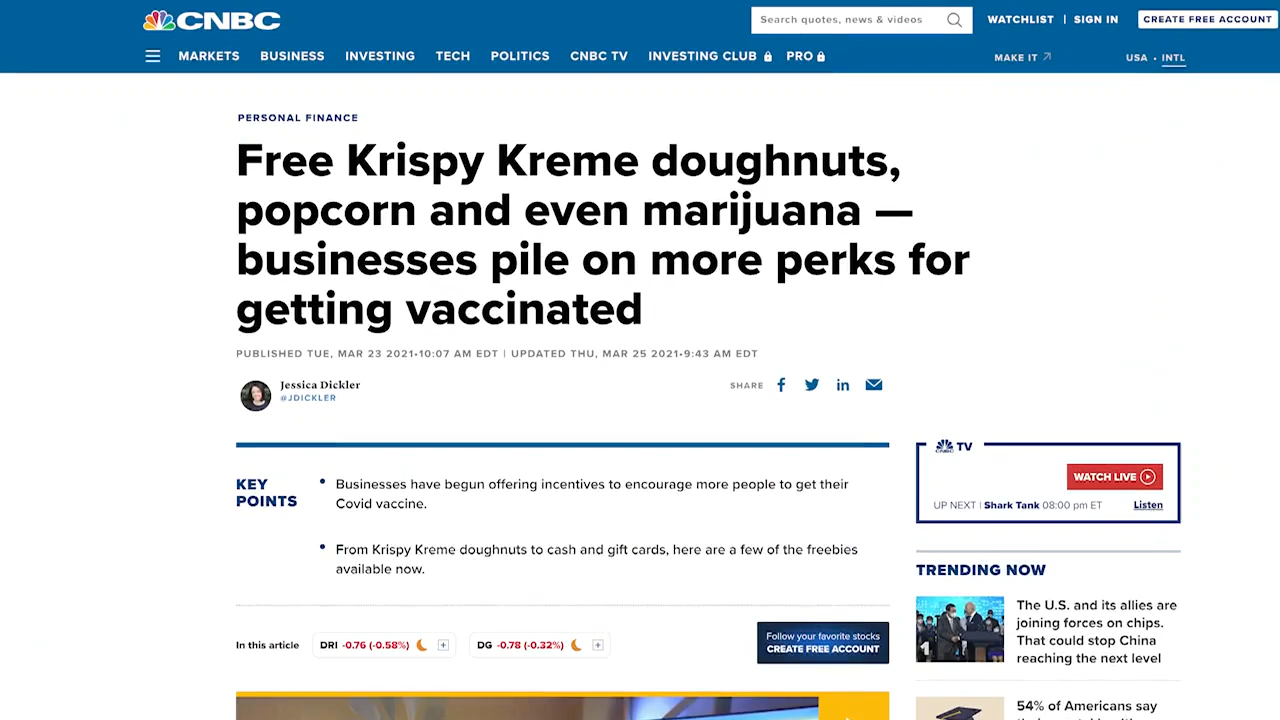 CNBC
Search quotes, news & videos
WATCHLIST | SIGN IN
CREATE FREE ACCOUNT
MARKETS BUSINESS INVESTING TECH POLITICS CNBC TV INVESTING CLUB PRO
MAKE IT
USA • INTL
PERSONAL FINANCE
Free Krispy Kreme doughnuts,
popcorn and even marijuana —
businesses pile on more perks for
getting vaccinated
PUBLISHED TUE, MAR 23 2021•10:07 AM EDT | UPDATED THU, MAR 25 2021•9:43 AM EDT
Jessica Dickler
@JDICKLER
SHARE
KEY
POINTS
• Businesses have begun offering incentives to encourage more people to get their
Covid vaccine.
• From Krispy Kreme doughnuts to cash and gift cards, here are a few of the freebies
available now.
In this article
DRI -0.76 (-0.58%)
DG -0.78 (-0.32%)
Follow your favorite stocks
CREATE FREE ACCOUNT
CNBC TV
WATCH LIVE
UP NEXT | Shark Tank 08:00 pm ET
Listen
TRENDING NOW
The U.S. and its allies are
joining forces on chips.
That could stop China
reaching the next level
54% of Americans say